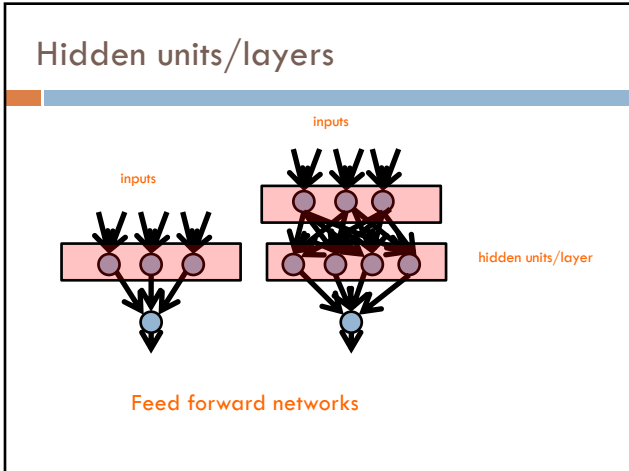 Hidden units/layers
inputs
inputs
hidden units/layer
Feed forward networks